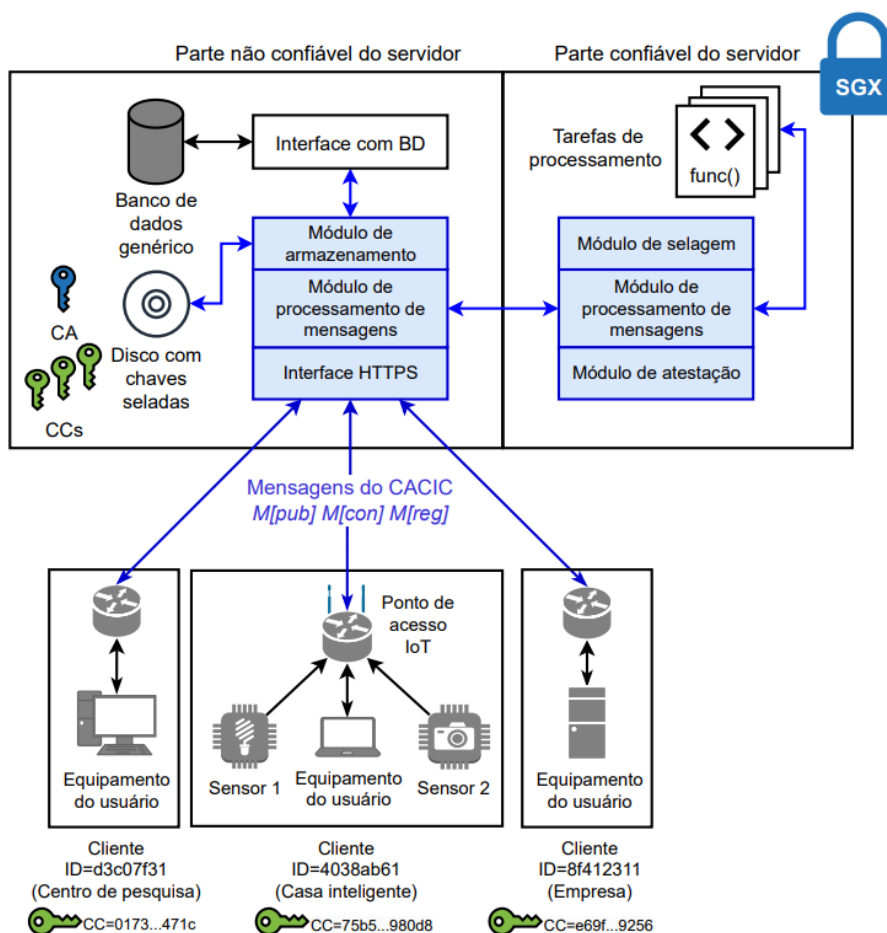 Parte não confiável do servidor
Parte confiável do servidor
SGX
Interface com BD
Banco de
dados
genérico
Tarefas de
processamento
func()
Módulo de
armazenamento
Módulo de
processamento de
mensagens
Interface HTTPS
Módulo de selagem
Módulo de
processamento de
mensagens
Módulo de atestação
CA
CCs
Disco com
chaves
seladas
Mensagens do CACIC
M[pub] M[con] M[reg]
Equipamento
do usuário
Ponto de
acesso
IoT
Sensor 1
Equipamento
do usuário
Sensor 2
Equipamento
do usuário
Cliente
ID=d3c07f31
(Centro de pesquisa)
CC=0173...471c
Cliente
ID=4038ab61
(Casa inteligente)
CC=75b5...980d8
Cliente
ID=8f412311
(Empresa)
CC=e69f...9256